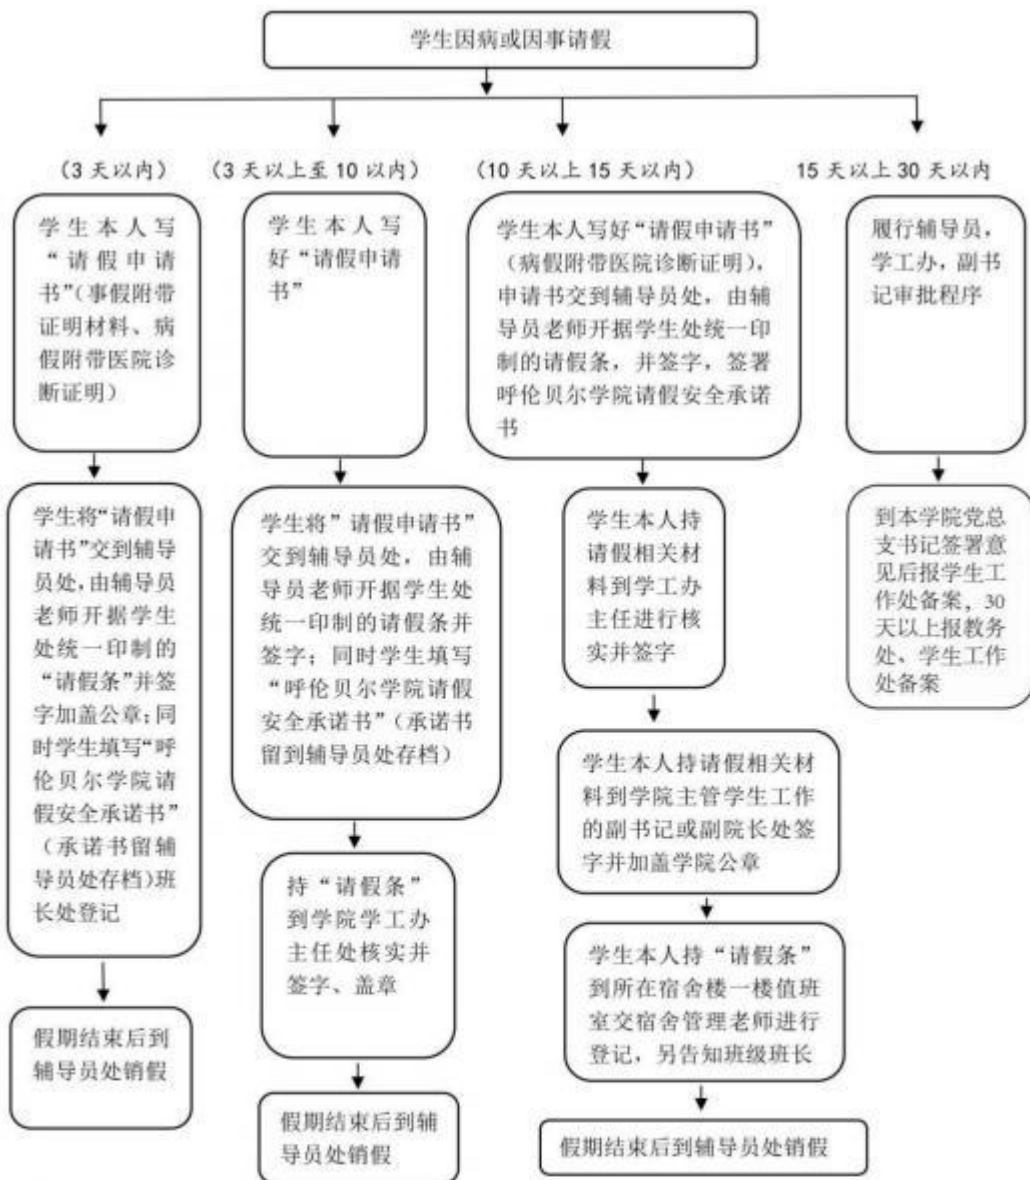 学生因病或因事请假
(3天以内)
(3天以上至10以内)
(10天以上15天以内)
15天以上30天以内
学生本人写
“请假申请
书”(事假附带
证明材料、病
假附带医院诊
断证明)
学生将“请假申
请书”交到辅导
员处,由辅导员
老师开据学生
处统一印制的
“请假条”并签
字加盖公章;同
时学生填写“呼
伦贝尔学院请
假安全承诺书”
(承诺书留辅
导员处存档)班
长处登记
假期结束后到
辅导员处销假
学生本人写
好“请假申请
书”
学生将”请假申请书”
交到辅导员处,由辅
导员老师开据学生处
统一印制的请假条并
签字;同时学生填写
“呼伦贝尔学院请假
安全承诺书”(承诺书
留到辅导员处存档)
持“请假条”
到学院学工办
主任处核实并
签字、盖章
假期结束后到辅
导员处销假
学生本人写好“请假申请书”
(病假附带医院诊断证明),
申请书交到辅导员处,由辅
导员老师开据学生处统一印
制的请假条,并签字,签署
呼伦贝尔学院请假安全承诺
书
学生本人持
请假相关材
料到学工办
主任进行核
实并签字
学生本人持请假相关材
料到学院主管学生工作
的副书记或副院长处签
字并加盖学院公章
学生本人持“请假条”
到所在宿舍楼一楼值班
室交宿舍管理老师进行
登记,另告知班级班长
假期结束后到辅导员处销假
履行辅导员,
学工办,副书
记审批程序
到本学院党总
支书记签署意
见后报学生工
作处备案,30
天以上报教务
处、学生工作
处备案